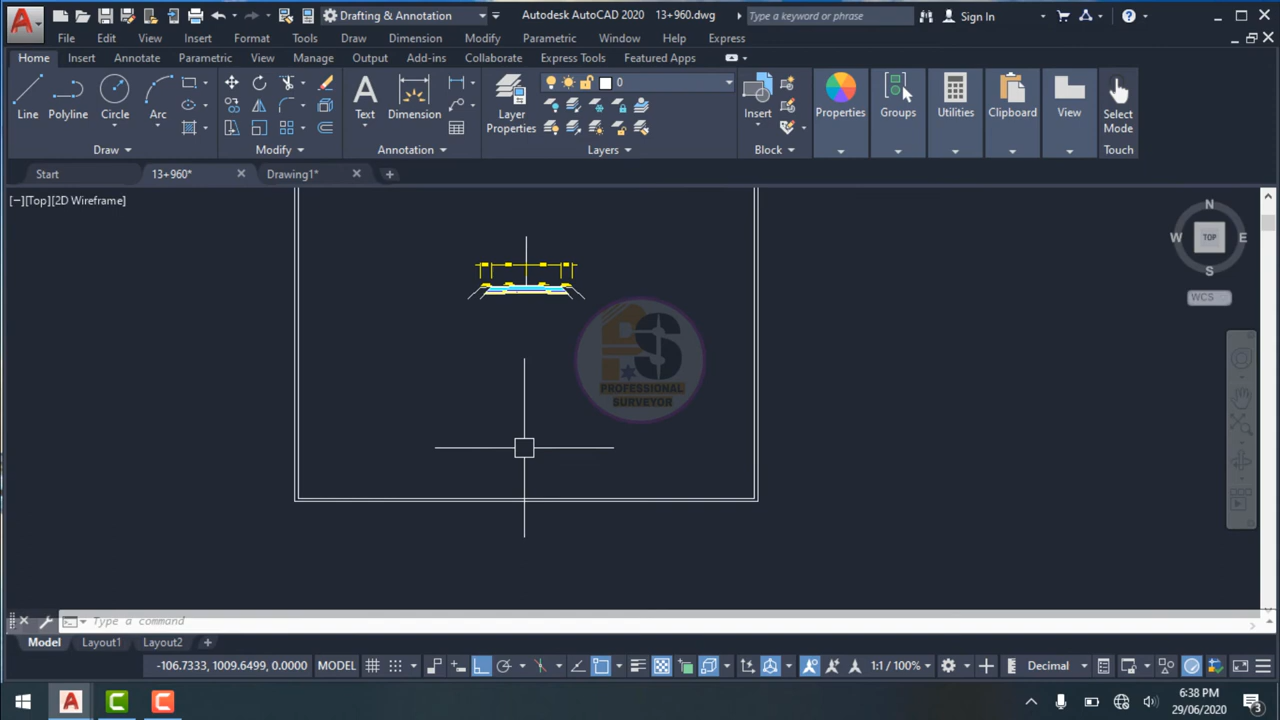 Drafting & Annotation
Autodesk AutoCAD 2020 13+960.dwg
Type a keyword or phrase
Sign In
File Edit View Insert Format Tools Draw Dimension Modify Parametric Window Help Express
Home Insert Annotate Parametric View Manage Output Add-ins Collaborate Express Tools Featured Apps
0
Line Polyline Circle Arc
Text Dimension
Layer Properties
Insert
Properties Groups Utilities Clipboard View
Select Mode
Draw Modify Annotation Layers Block Touch
Start 13+960* Drawing1*
[−][Top][2D Wireframe]
N
W TOP E
S
WCS
PS
PROFESSIONAL
SURVEYOR
Type a command
Model Layout1 Layout2
-106.7333, 1009.6499, 0.0000 MODEL 1:1 / 100% Decimal
6:38 PM
29/06/2020
3